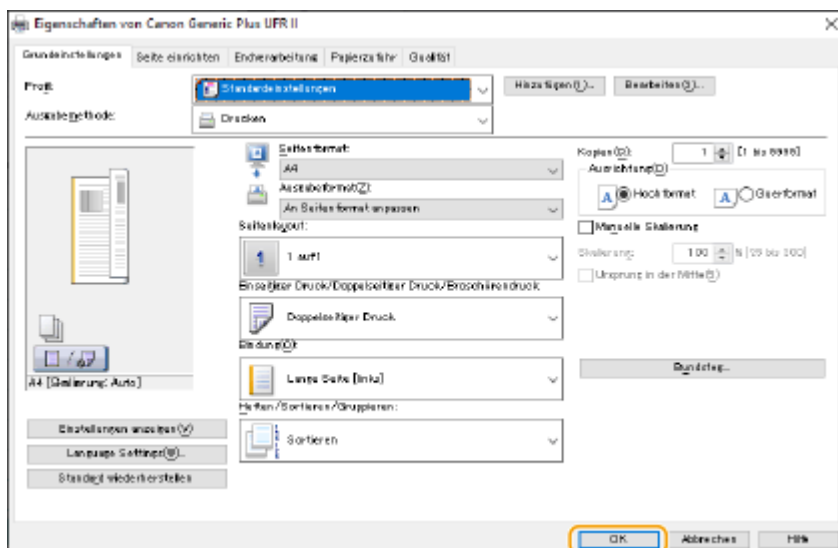 Eigenschaften von Canon Generic Plus UFR II
Grundeinstellungen Seite einrichten Endverarbeitung Papierzufuhr Qualität
Profil: Standardeinstellungen Hinzufügen(1)... Bearbeiten(2)...
Ausgabemethode: Drucken
Seitenformat:
A4
Ausgabeformat(Z):
An Seitenformat anpassen
Kopien(R): 1 [1 bis 9999]
Ausrichtung(D)
A Hochformat A Querformat
Seitenlayout:
1 1 auf 1
Manuelle Skalierung
Skalierung: 100 % [25 bis 200]
Ursprung in der Mitte(5)
Einseitiger Druck/Doppelseitiger Druck/Broschürendruck:
Doppelseitiger Druck
Bindung(O):
Lange Seite [links]
Bundsteg...
A4 [Skalierung: Auto]
Heften/Sortieren/Gruppieren:
Sortieren
Einstellungen anzeigen(V)
Language Settings(W)...
Standard wiederherstellen
OK Abbrechen Hilfe